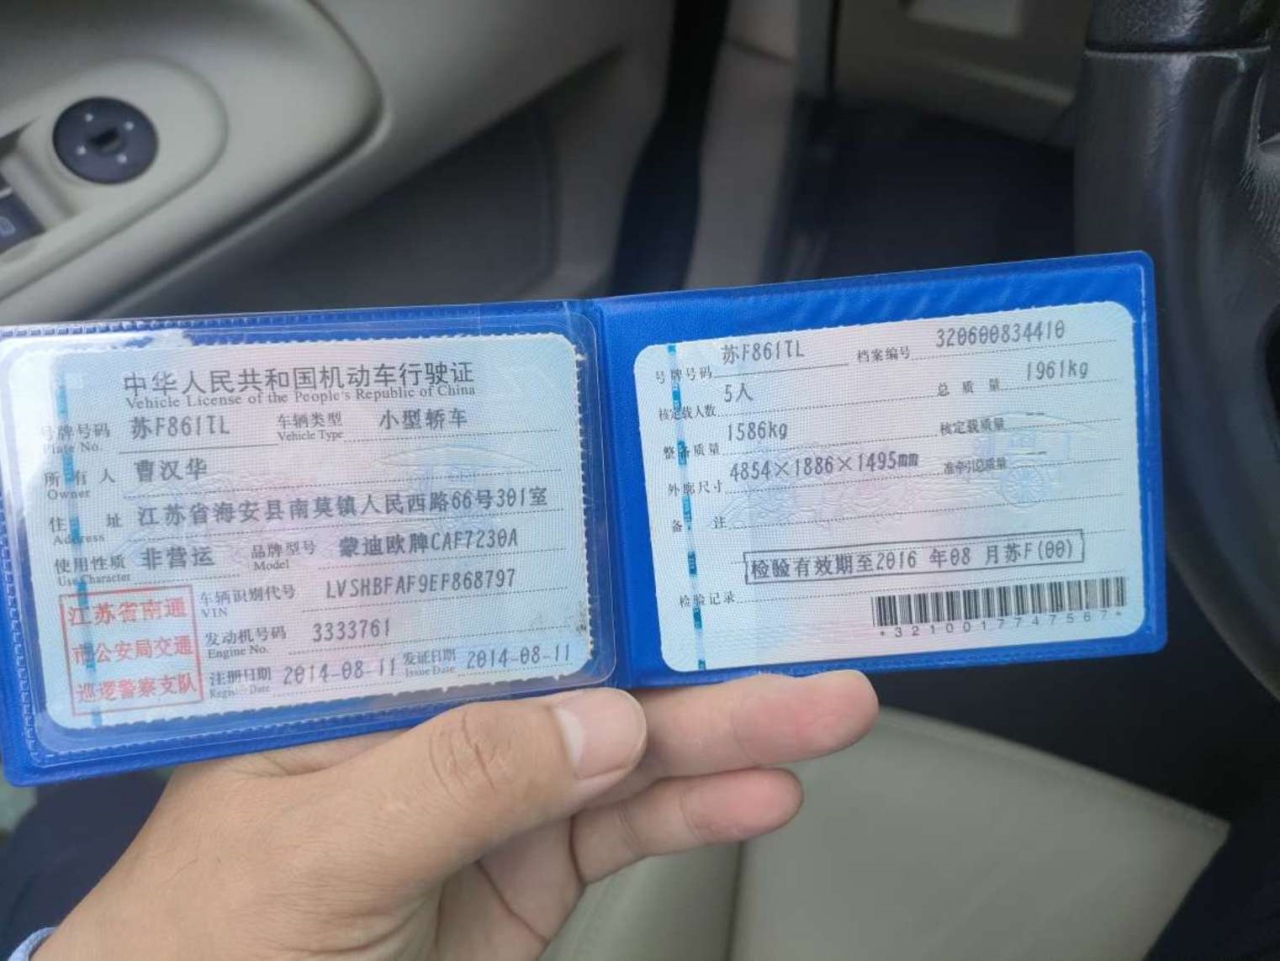 中华人民共和国机动车行驶证
Vehicle License of the People's Republic of China
号牌号码 苏F861TL 车辆类型 小型轿车
Plate No. Vehicle Type
所有人 曹汉华
Owner
住址 江苏省海安县南莫镇人民西路66号301室
Address
使用性质 非营运 品牌型号 蒙迪欧牌CAF7230A
Use Character Model
江苏省南通
市公安局交通
巡逻警察支队
车辆识别代号 LVSHBFAF9EF868797
VIN
发动机号码 3333761
Engine No.
注册日期 2014-08-11 发证日期 2014-08-11
Register Date Issue Date
号牌号码 苏F861TL 档案编号 320600834410
核定载人数 5人 总质量 1961kg
整备质量 1586kg 核定载质量 --
外廓尺寸 4854×1886×1495mm 准牵引总质量 --
备注
检验有效期至2016 年08 月苏F(00)
检验记录
*3210017747567*